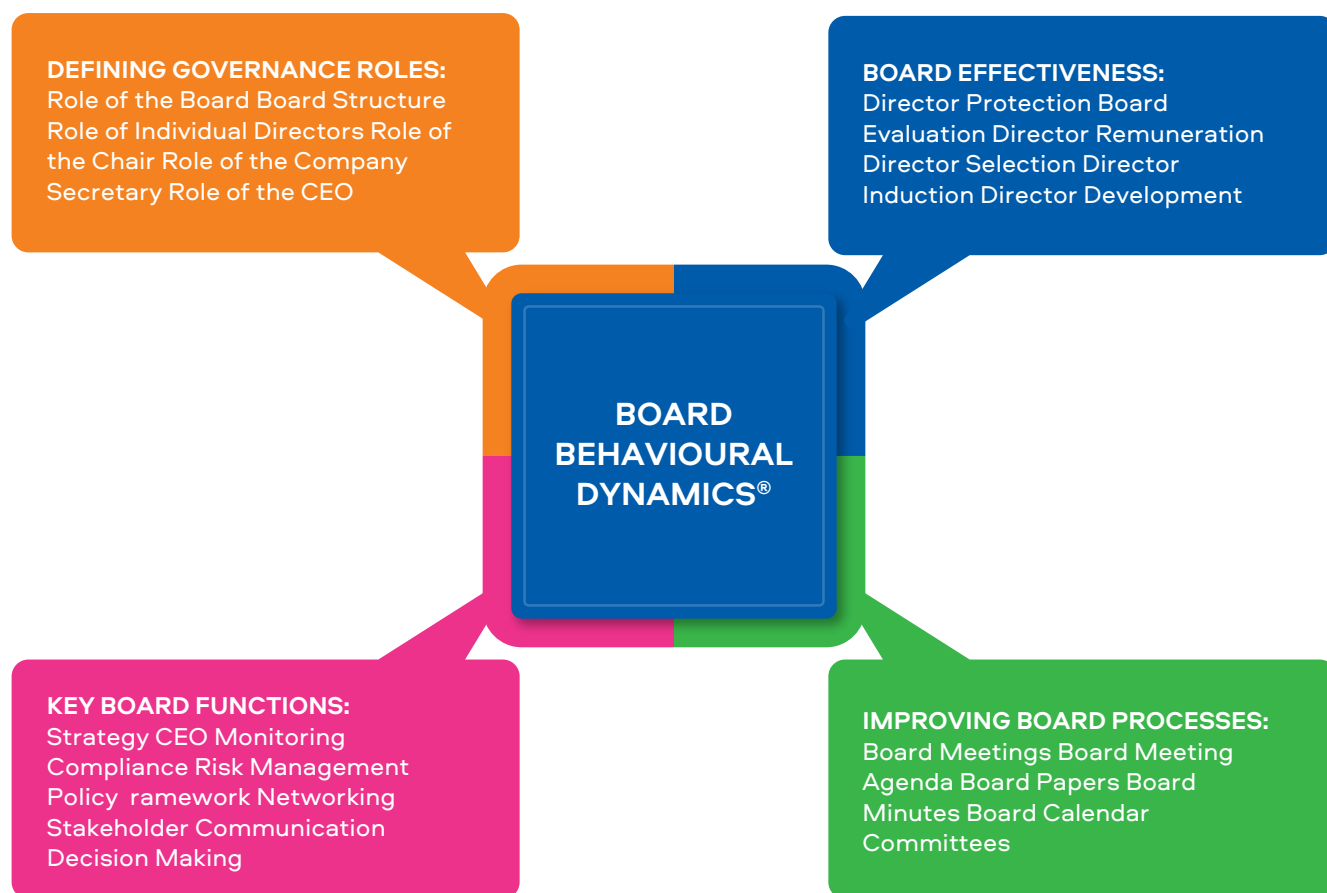 DEFINING GOVERNANCE ROLES:
Role of the Board Board Structure
Role of Individual Directors Role of
the Chair Role of the Company
Secretary Role of the CEO
BOARD EFFECTIVENESS:
Director Protection Board
Evaluation Director Remuneration
Director Selection Director
Induction Director Development
BOARD
BEHAVIOURAL
DYNAMICS®
KEY BOARD FUNCTIONS:
Strategy CEO Monitoring
Compliance Risk Management
Policy ramework Networking
Stakeholder Communication
Decision Making
IMPROVING BOARD PROCESSES:
Board Meetings Board Meeting
Agenda Board Papers Board
Minutes Board Calendar
Committees